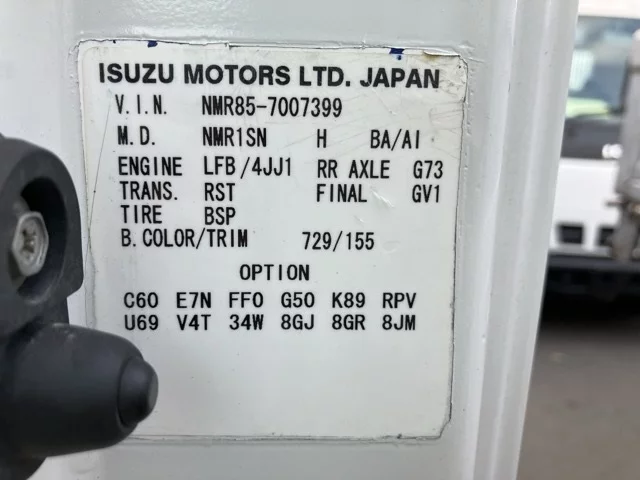 ISUZU MOTORS LTD. JAPAN
V.I.N. NMR85-7007399
M.D. NMR1SN H BA/AI
ENGINE LFB/4JJ1 RR AXLE G73
TRANS. RST FINAL GV1
TIRE BSP
B.COLOR/TRIM 729/155
OPTION
C60 E7N FF0 G50 K89 RPV
U69 V4T 34W 8GJ 8GR 8JM